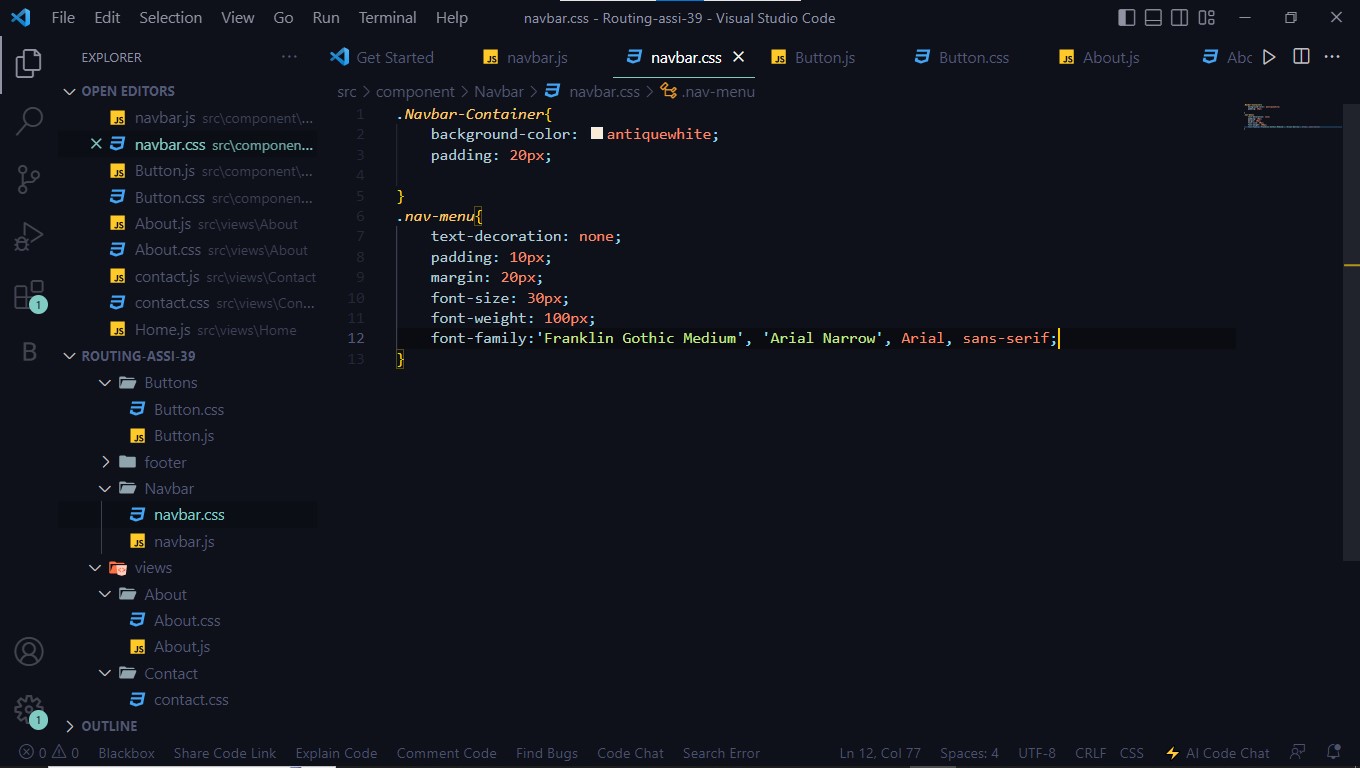 File Edit Selection View Go Run Terminal Help navbar.css - Routing-assi-39 - Visual Studio Code
EXPLORER ···
Get Started JS navbar.js navbar.css JS Button.js Button.css JS About.js Abc
OPEN EDITORS
JS navbar.js src\component\...
navbar.css src\componen...
JS Button.js src\component\...
Button.css src\componen...
JS About.js src\views\About
About.css src\views\About
JS contact.js src\views\Contact
contact.css src\views\Con...
JS Home.js src\views\Home
ROUTING-ASSI-39
Buttons
Button.css
JS Button.js
footer
Navbar
navbar.css
JS navbar.js
views
About
About.css
JS About.js
Contact
contact.css
OUTLINE
1
B
1
src > component > Navbar > navbar.css > .nav-menu
1 .Navbar-Container{
2 background-color: antiquewhite;
3 padding: 20px;
4
5 }
6 .nav-menu{
7 text-decoration: none;
8 padding: 10px;
9 margin: 20px;
10 font-size: 30px;
11 font-weight: 100px;
12 font-family:'Franklin Gothic Medium', 'Arial Narrow', Arial, sans-serif;
13 }
0 0 Blackbox Share Code Link Explain Code Comment Code Find Bugs Code Chat Search Error Ln 12, Col 77 Spaces: 4 UTF-8 CRLF CSS AI Code Chat